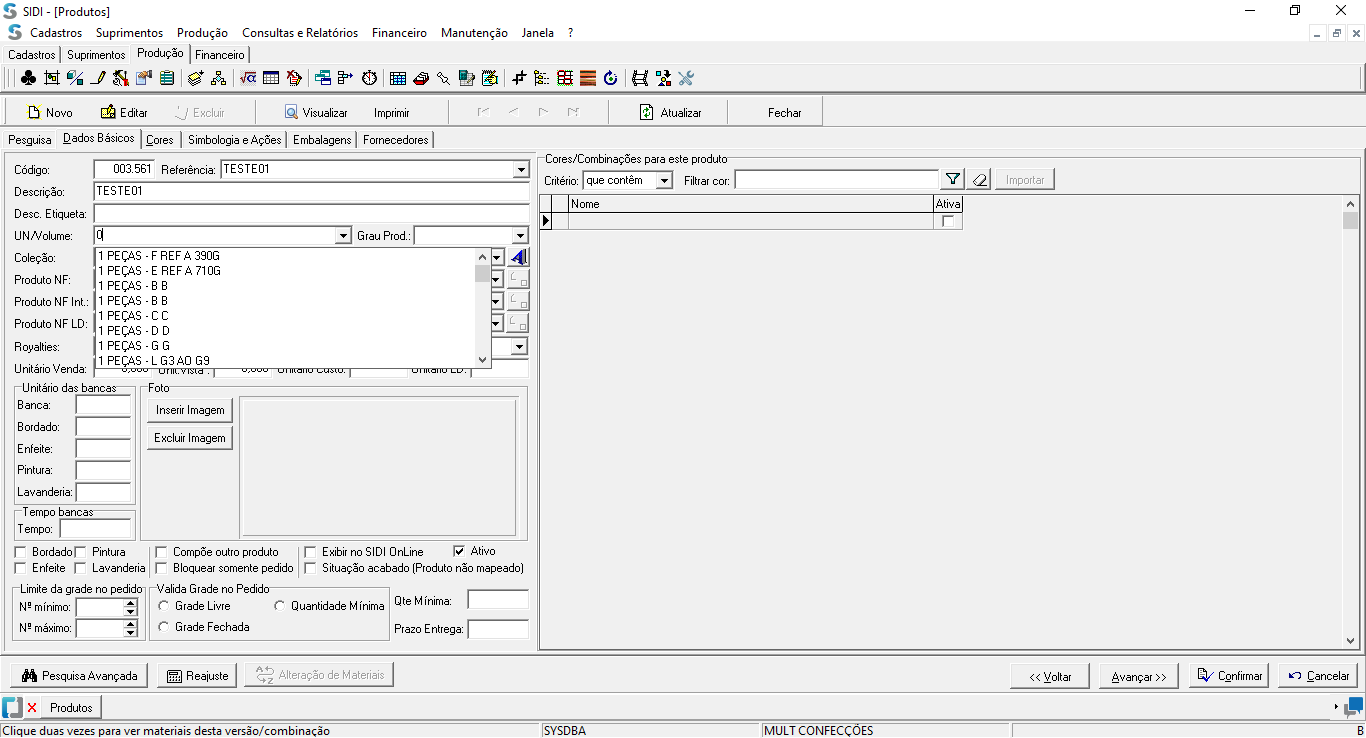 SIDI - [Produtos]
Cadastros Suprimentos Produção Consultas e Relatórios Financeiro Manutenção Janela ?
Cadastros Suprimentos Produção Financeiro
Novo Editar Excluir Visualizar Imprimir Atualizar Fechar
Pesquisa Dados Básicos Cores Simbologia e Ações Embalagens Fornecedores
Código: 003.561 Referência: TESTE01
Descrição: TESTE01
Desc. Etiqueta:
UN/Volume: 0 Grau Prod.:
Coleção:
1 PEÇAS - F REF A 390G
1 PEÇAS - E REF A 710G
Produto NF:
1 PEÇAS - B B
Produto NF Int.:
1 PEÇAS - B B
1 PEÇAS - C C
Produto NF LD:
1 PEÇAS - D D
Royalties:
1 PEÇAS - G G
1 PEÇAS - L G3 AO G9
Unitário Venda: 0,000 Unit.Vista : 0,000 Unitário Custo: Unitário LD:
Unitário das bancas
Banca:
Bordado:
Enfeite:
Pintura:
Lavanderia:
Foto
Inserir Imagem
Excluir Imagem
Tempo bancas
Tempo:
Bordado Pintura Compõe outro produto Exibir no SIDI OnLine Ativo
Enfeite Lavanderia Bloquear somente pedido Situação acabado (Produto não mapeado)
Limite da grade no pedido
Nº mínimo:
Nº máximo:
Valida Grade no Pedido
Grade Livre Quantidade Mínima
Grade Fechada
Qte Mínima:
Prazo Entrega:
Cores/Combinações para este produto
Critério: que contêm Filtrar cor: Importar
Nome Ativa
Pesquisa Avançada Reajuste Alteração de Materiais << Voltar Avançar >> Confirmar Cancelar
Produtos
Clique duas vezes para ver materiais desta versão/combinação SYSDBA MULT CONFECÇÕES B